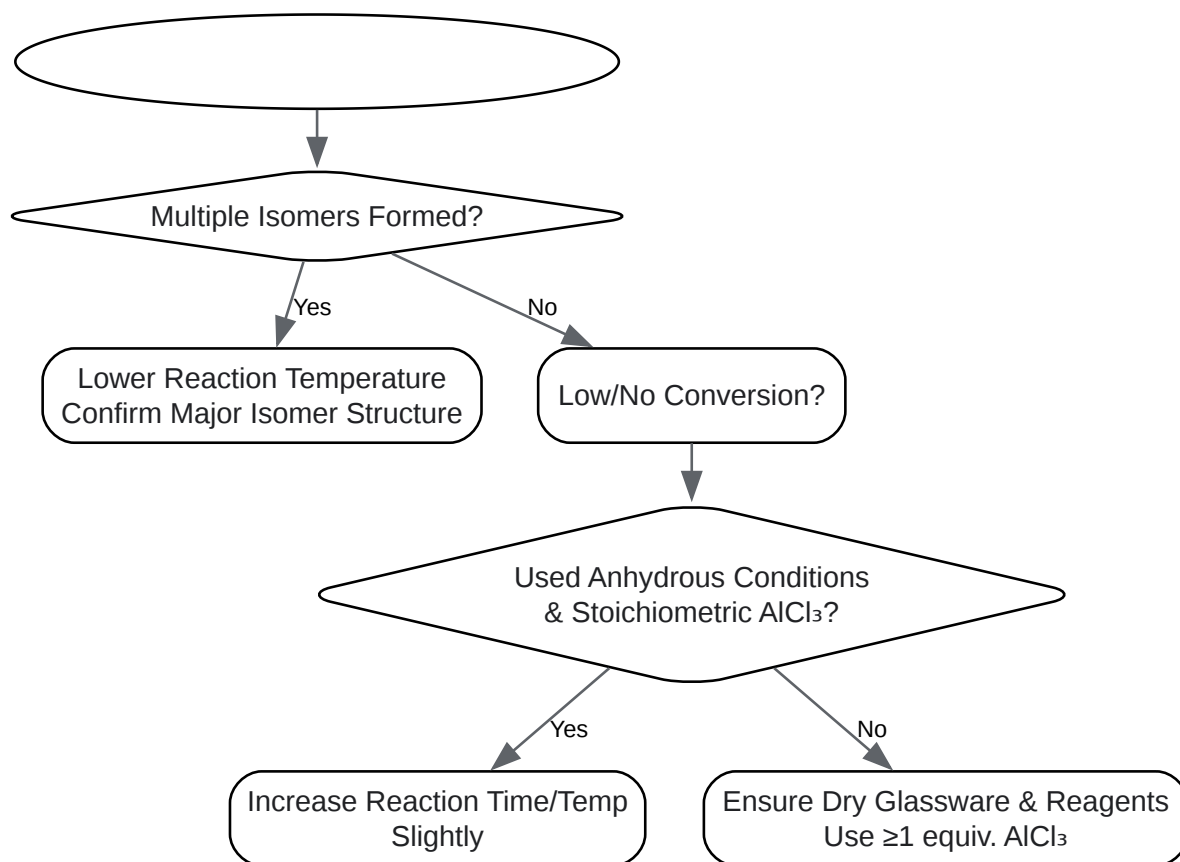 Multiple Isomers Formed?
Yes
No
Lower Reaction Temperature
Confirm Major Isomer Structure
Low/No Conversion?
Used Anhydrous Conditions
& Stoichiometric AlCl₃?
Yes
No
Increase Reaction Time/Temp
Slightly
Ensure Dry Glassware & Reagents
Use ≥1 equiv. AlCl₃